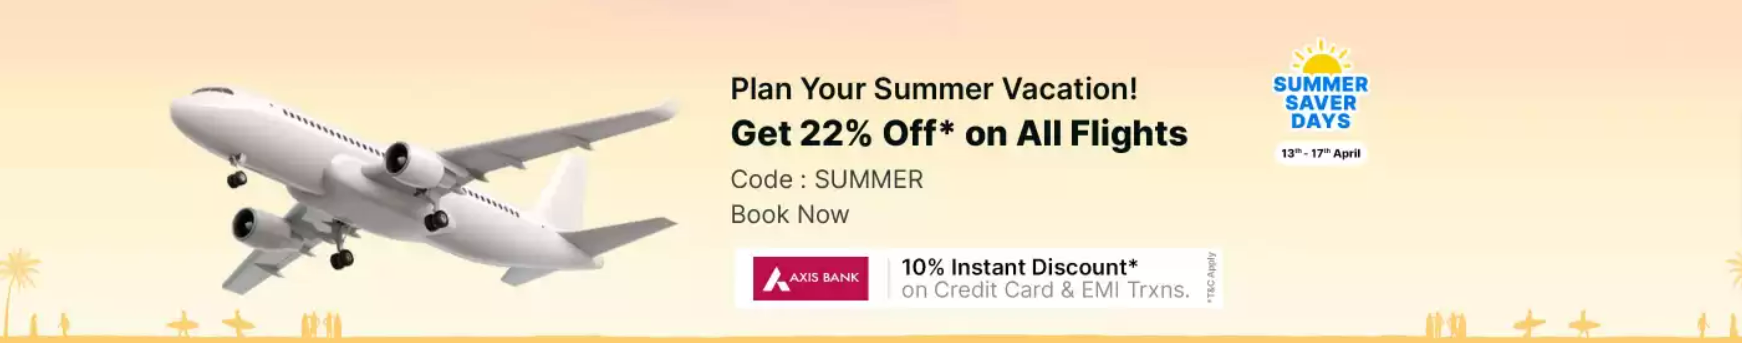 Plan Your Summer Vacation!
Get 22% Off* on All Flights
Code : SUMMER
Book Now
AXIS BANK
10% Instant Discount*
on Credit Card & EMI Trxns.
*T&C Apply
SUMMER
SAVER
DAYS
13th - 17th April